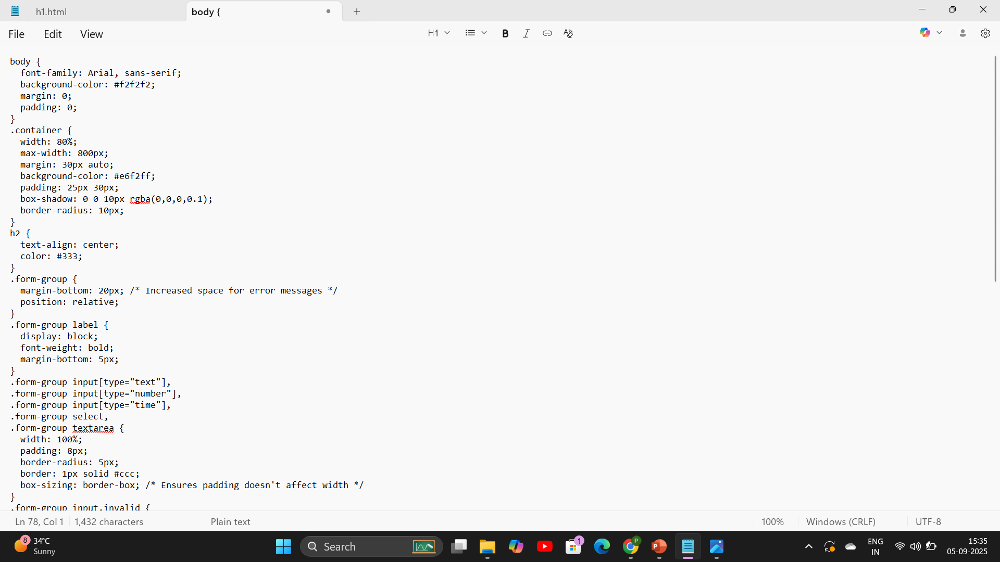 h1.html
body {
File
Edit
View
H1
body {
  font-family: Arial, sans-serif;
  background-color: #f2f2f2;
  margin: 0;
  padding: 0;
}
.container {
  width: 80%;
  max-width: 800px;
  margin: 30px auto;
  background-color: #e6f2ff;
  padding: 25px 30px;
  box-shadow: 0 0 10px rgba(0,0,0,0.1);
  border-radius: 10px;
}
h2 {
  text-align: center;
  color: #333;
}
.form-group {
  margin-bottom: 20px; /* Increased space for error messages */
  position: relative;
}
.form-group label {
  display: block;
  font-weight: bold;
  margin-bottom: 5px;
}
.form-group input[type="text"],
.form-group input[type="number"],
.form-group input[type="time"],
.form-group select,
.form-group textarea {
  width: 100%;
  padding: 8px;
  border-radius: 5px;
  border: 1px solid #ccc;
  box-sizing: border-box; /* Ensures padding doesn't affect width */
}
.form-group input.invalid {
Ln 78, Col 1
1,432 characters
Plain text
100%
Windows (CRLF)
UTF-8
8
34°C
Sunny
Search
1
P
P
ENG
IN
15:35
05-09-2025